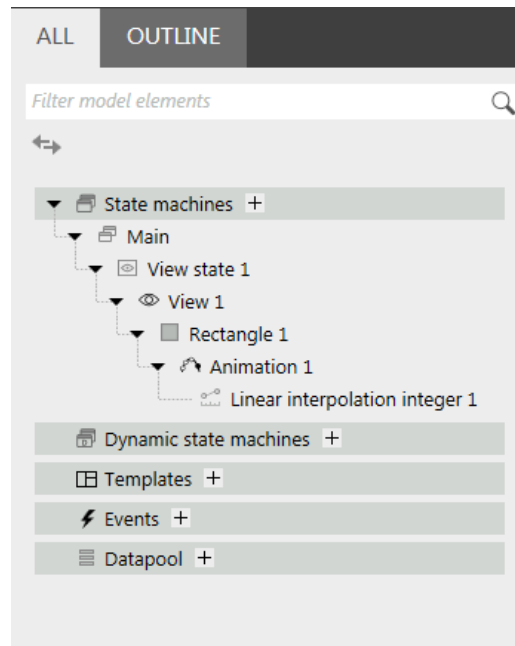 ALL OUTLINE
Filter model elements
State machines +
Main
View state 1
View 1
Rectangle 1
Animation 1
Linear interpolation integer 1
Dynamic state machines +
Templates +
Events +
Datapool +